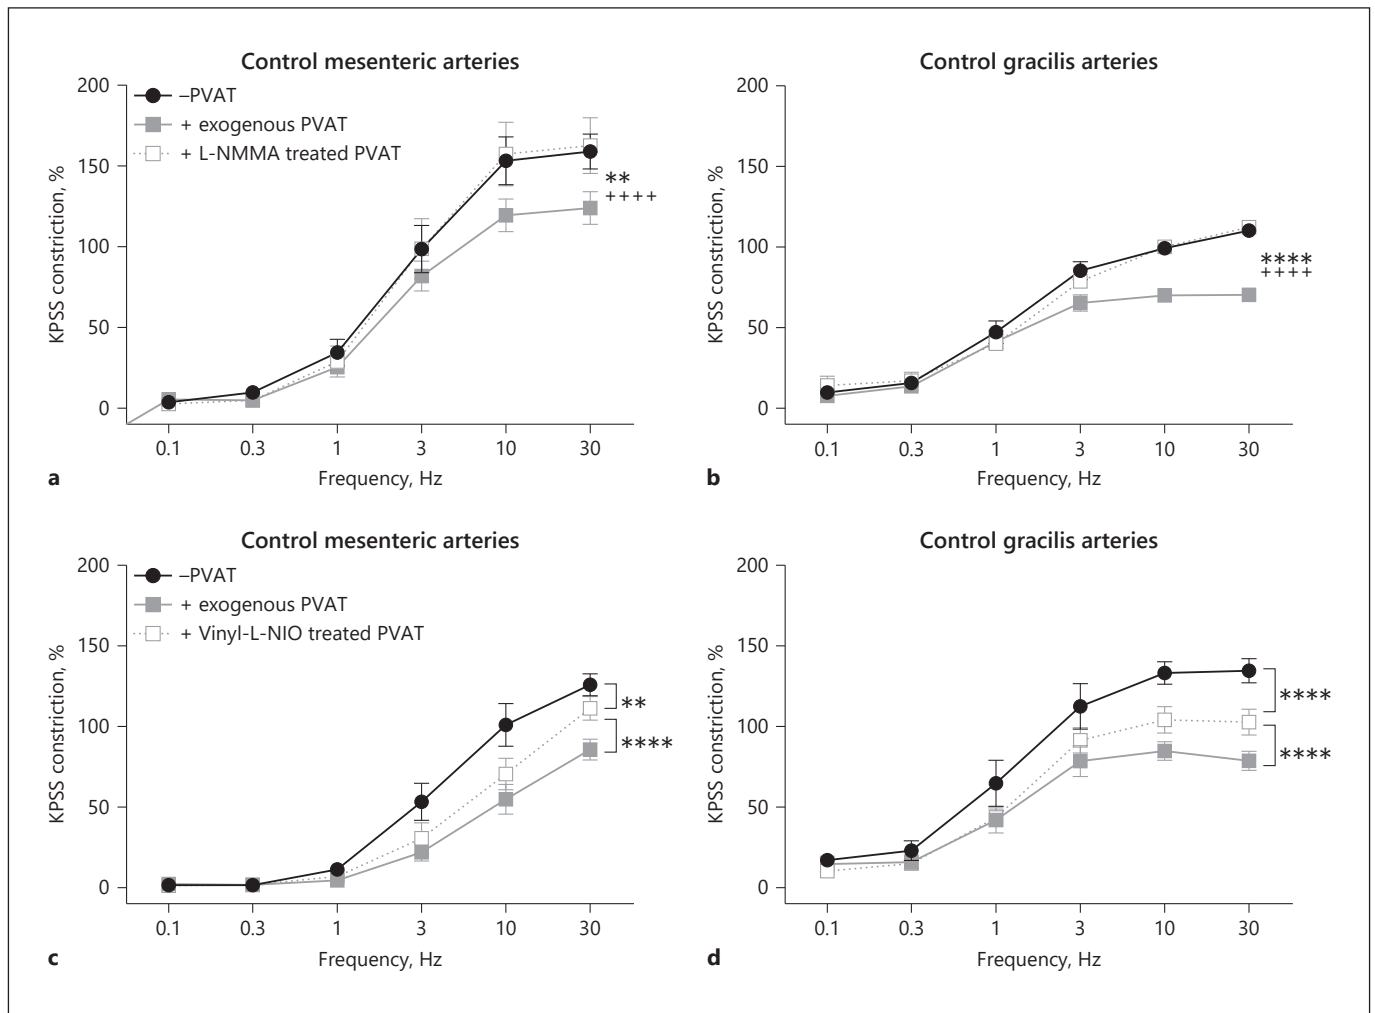 Control mesenteric arteries
200
150
100
50
0
KPSS constriction, %
–PVAT
+ exogenous PVAT
+ L-NMMA treated PVAT
**
++++
0.1 0.3 1 3 10 30
Frequency, Hz
a
Control gracilis arteries
200
150
100
50
0
KPSS constriction, %
****
++++
0.1 0.3 1 3 10 30
Frequency, Hz
b
Control mesenteric arteries
200
150
100
50
0
KPSS constriction, %
–PVAT
+ exogenous PVAT
+ Vinyl-L-NIO treated PVAT
**
****
0.1 0.3 1 3 10 30
Frequency, Hz
c
Control gracilis arteries
200
150
100
50
0
KPSS constriction, %
****
****
0.1 0.3 1 3 10 30
Frequency, Hz
d